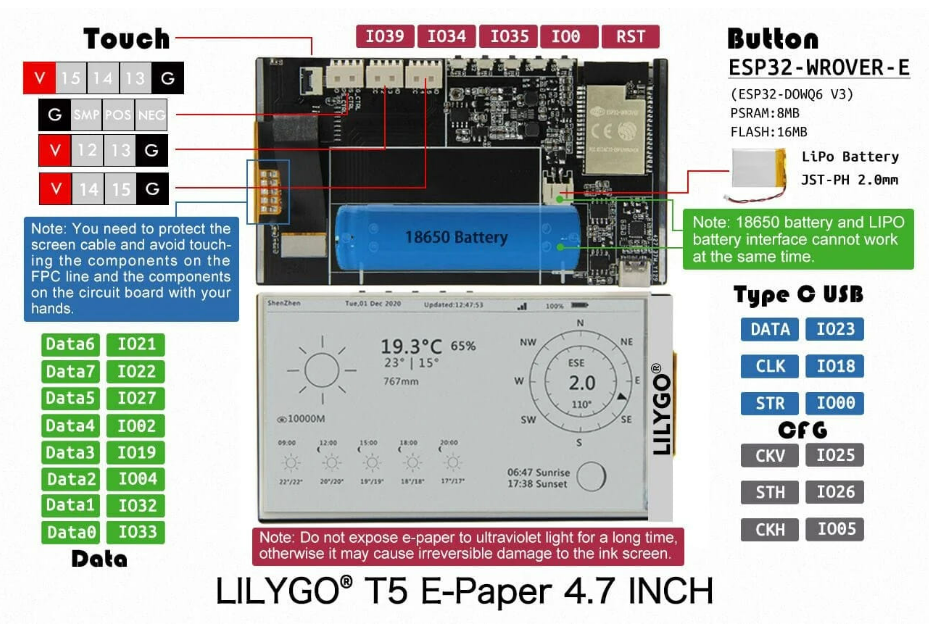 Touch
IO39 IO34 IO35 IO0 RST
Button
V 15 14 13 G
G SMP POS NEG
V 12 13 G
V 14 15 G
ESP32-WROVER-E
(ESP32-DOWQ6 V3)
PSRAM:8MB
FLASH:16MB
LiPo Battery
JST-PH 2.0mm
Note: You need to protect the
screen cable and avoid touch-
ing the components on the
FPC line and the components
on the circuit board with your
hands.
18650 Battery
Note: 18650 battery and LIPO
battery interface cannot work
at the same time.
Type C USB
DATA IO23
CLK IO18
STR IO00
CFG
CKV IO25
STH IO26
CKH IO05
Data6 IO21
Data7 IO22
Data5 IO27
Data4 IO02
Data3 IO19
Data2 IO04
Data1 IO32
Data0 IO33
Data
ShenZhen Tue,01 Dec 2020 Updated:12:47:53 100%
19.3°C 65%
23° | 15°
767mm
10000M
09:00 12:00 15:00 18:00 20:00
22°/22° 20°/20° 19°/19° 18°/18° 17°/17°
N
NW NE
ESE
W 2.0 E
110°
SW SE
S
06:47 Sunrise
17:38 Sunset
LILYGO®
Note: Do not expose e-paper to ultraviolet light for a long time,
otherwise it may cause irreversible damage to the ink screen.
LILYGO® T5 E-Paper 4.7 INCH